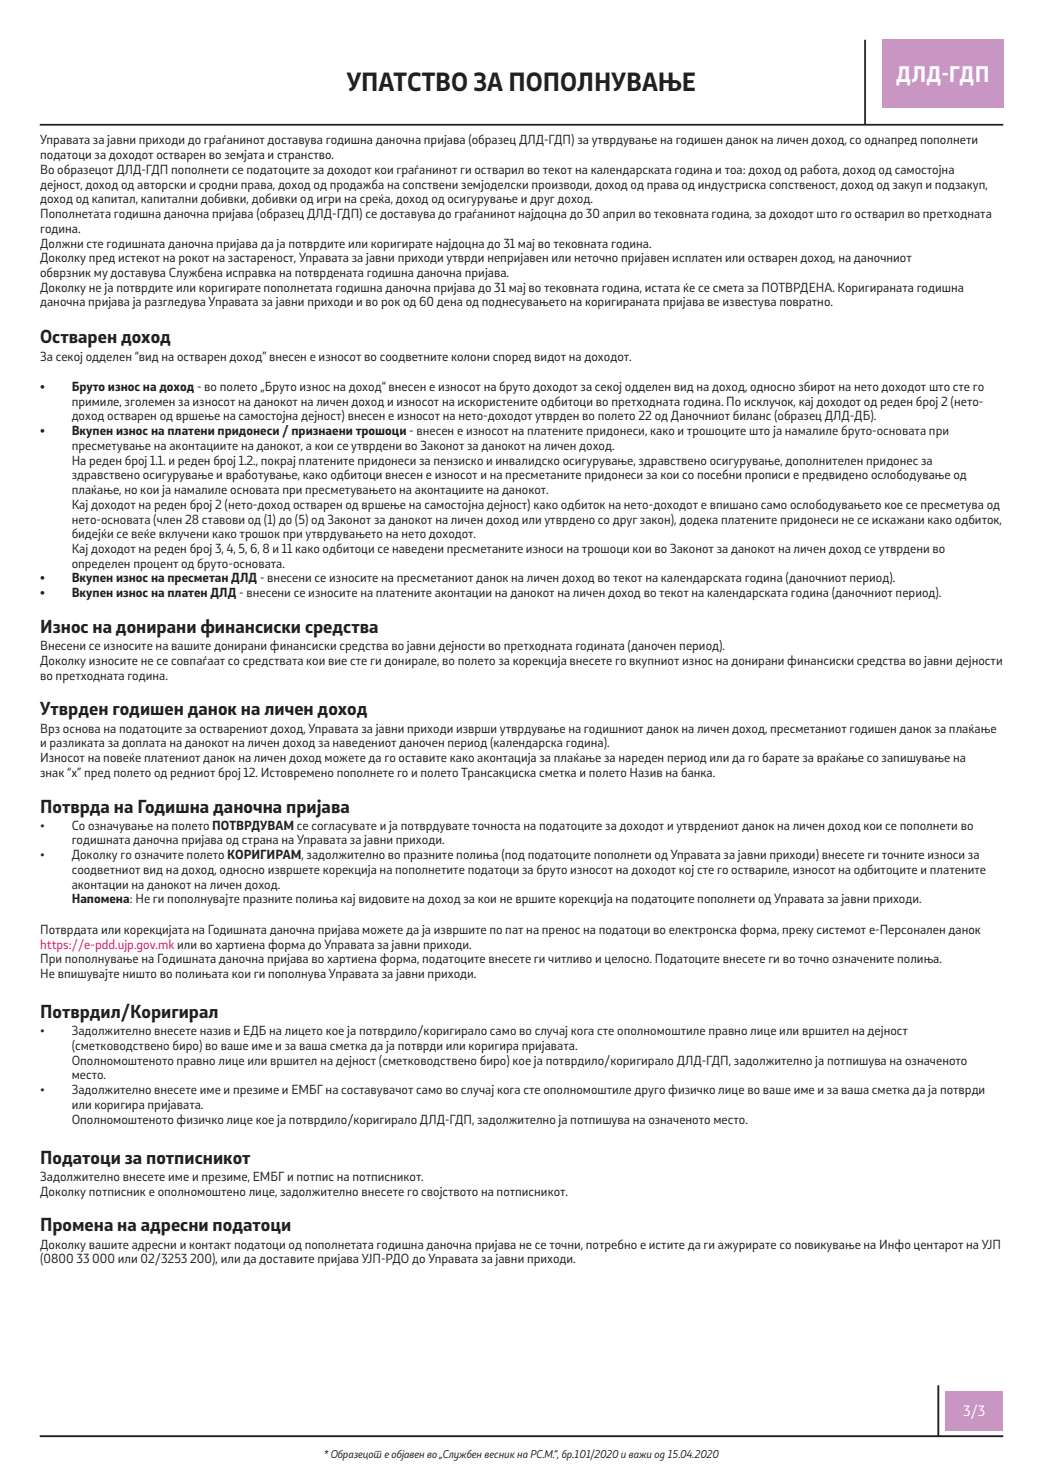 УПАТСТВО ЗА ПОПОЛНУВАЊЕ
ДЛД-ГДП
Управата за јавни приходи до граѓанинот доставува годишна даночна пријава (образец ДЛД-ГДП) за утврдување на годишен данок на личен доход, со однапред пополнети
податоци за доходот остварен во земјата и странство.
Во образецот ДЛД-ГДП пополнети се податоците за доходот кои граѓанинот ги остварил во текот на календарската година и тоа: доход од работа, доход од самостојна
дејност, доход од авторски и сродни права, доход од продажба на сопствени земјоделски производи, доход од права од индустриска сопственост, доход од закуп и подзакуп,
доход од капитал, капитални добивки, добивки од игри на среќа, доход од осигурување и друг доход.
Пополнетата годишна даночна пријава (образец ДЛД-ГДП) се доставува до граѓанинот најдоцна до 30 април во тековната година, за доходот што го остварил во претходната
година.
Должни сте годишната даночна пријава да ја потврдите или коригирате најдоцна до 31 мај во тековната година.
Доколку пред истекот на рокот на застареност, Управата за јавни приходи утврди непријавен или неточно пријавен исплатен или остварен доход, на даночниот
обврзник му доставува Службена исправка на потврдената годишна даночна пријава.
Доколку не ја потврдите или коригирате пополнетата годишна даночна пријава до 31 мај во тековната година, истата ќе се смета за ПОТВРДЕНА. Коригираната годишна
даночна пријава ја разгледува Управата за јавни приходи и во рок од 60 дена од поднесувањето на коригираната пријава ве известува повратно.
Остварен доход
За секој одделен “вид на остварен доход” внесен е износот во соодветните колони според видот на доходот.
• Бруто износ на доход - во полето „Бруто износ на доход“ внесен е износот на бруто доходот за секој одделен вид на доход, односно збирот на нето доходот што сте го
примиле, зголемен за износот на данокот на личен доход и износот на искористените одбитоци во претходната година. По исклучок, кај доходот од реден број 2 (нето-
доход остварен од вршење на самостојна дејност) внесен е износот на нето-доходот утврден во полето 22 од Даночниот биланс (образец ДЛД-ДБ).
• Вкупен износ на платени придонеси / признаени трошоци - внесен е износот на платените придонеси, како и трошоците што ја намалиле бруто-основата при
пресметување на аконтациите на данокот, а кои се утврдени во Законот за данокот на личен доход.
На реден број 1.1. и реден број 1.2., покрај платените придонеси за пензиско и инвалидско осигурување, здравствено осигурување, дополнителен придонес за
здравствено осигурување и вработување, како одбитоци внесен е износот и на пресметаните придонеси за кои со посебни прописи е предвидено ослободување од
плаќање, но кои ја намалиле основата при пресметувањето на аконтациите на данокот.
Кај доходот на реден број 2 (нето-доход остварен од вршење на самостојна дејност) како одбиток на нето-доходот е впишано само ослободувањето кое се пресметува од
нето-основата (член 28 ставови од (1) до (5) од Законот за данокот на личен доход или утврдено со друг закон), додека платените придонеси не се искажани како одбиток,
бидејќи се веќе вклучени како трошок при утврдувањето на нето доходот.
Кај доходот на реден број 3, 4, 5, 6, 8 и 11 како одбитоци се наведени пресметаните износи на трошоци кои во Законот за данокот на личен доход се утврдени во
определен процент од бруто-основата.
• Вкупен износ на пресметан ДЛД - внесени се износите на пресметаниот данок на личен доход во текот на календарската година (даночниот период).
• Вкупен износ на платен ДЛД - внесени се износите на платените аконтации на данокот на личен доход во текот на календарската година (даночниот период).
Износ на донирани финансиски средства
Внесени се износите на вашите донирани финансиски средства во јавни дејности во претходната годината (даночен период).
Доколку износите не се совпаѓаат со средствата кои вие сте ги донирале, во полето за корекција внесете го вкупниот износ на донирани финансиски средства во јавни дејности
во претходната година.
Утврден годишен данок на личен доход
Врз основа на податоците за остварениот доход, Управата за јавни приходи изврши утврдување на годишниот данок на личен доход, пресметаниот годишен данок за плаќање
и разликата за доплата на данокот на личен доход за наведениот даночен период (календарска година).
Износот на повеќе платениот данок на личен доход можете да го оставите како аконтација за плаќање за нареден период или да го барате за враќање со запишување на
знак “x” пред полето од редниот број 12. Истовремено пополнете го и полето Трансакциска сметка и полето Назив на банка.
Потврда на Годишна даночна пријава
• Со означување на полето ПОТВРДУВАМ се согласувате и ја потврдувате точноста на податоците за доходот и утврдениот данок на личен доход кои се пополнети во
годишната даночна пријава од страна на Управата за јавни приходи.
• Доколку го означите полето КОРИГИРАМ, задолжително во празните полиња (под податоците пополнети од Управата за јавни приходи) внесете ги точните износи за
соодветниот вид на доход, односно извршете корекција на пополнетите податоци за бруто износот на доходот кој сте го оствариле, износот на одбитоците и платените
аконтации на данокот на личен доход.
Напомена: Не ги пополнувајте празните полиња кај видовите на доход за кои не вршите корекција на податоците пополнети од Управата за јавни приходи.
Потврдата или корекцијата на Годишната даночна пријава можете да ја извршите по пат на пренос на податоци во електронска форма, преку системот е-Персонален данок
https://e-pdd.ujp.gov.mk или во хартиена форма до Управата за јавни приходи.
При пополнување на Годишната даночна пријава во хартиена форма, податоците внесете ги читливо и целосно. Податоците внесете ги во точно означените полиња.
Не впишувајте ништо во полињата кои ги пополнува Управата за јавни приходи.
Потврдил/Коригирал
• Задолжително внесете назив и ЕДБ на лицето кое ја потврдило/коригирало само во случај кога сте ополномоштиле правно лице или вршител на дејност
(сметководствено биро) во ваше име и за ваша сметка да ја потврди или коригира пријавата.
Ополномоштеното правно лице или вршител на дејност (сметководствено биро) кое ја потврдило/коригирало ДЛД-ГДП, задолжително ја потпишува на означеното
место.
• Задолжително внесете име и презиме и ЕМБГ на составувачот само во случај кога сте ополномоштиле друго физичко лице во ваше име и за ваша сметка да ја потврди
или коригира пријавата.
Ополномоштеното физичко лице кое ја потврдило/коригирало ДЛД-ГДП, задолжително ја потпишува на означеното место.
Податоци за потписникот
Задолжително внесете име и презиме, ЕМБГ и потпис на потписникот.
Доколку потписник е ополномоштено лице, задолжително внесете го својството на потписникот.
Промена на адресни податоци
Доколку вашите адресни и контакт податоци од пополнетата годишна даночна пријава не се точни, потребно е истите да ги ажурирате со повикување на Инфо центарот на УЈП
(0800 33 000 или 02/3253 200), или да доставите пријава УЈП-РДО до Управата за јавни приходи.
3/3
* Образецот е објавен во „Службен весник на РС.М.“, бр.101/2020 и важи од 15.04.2020